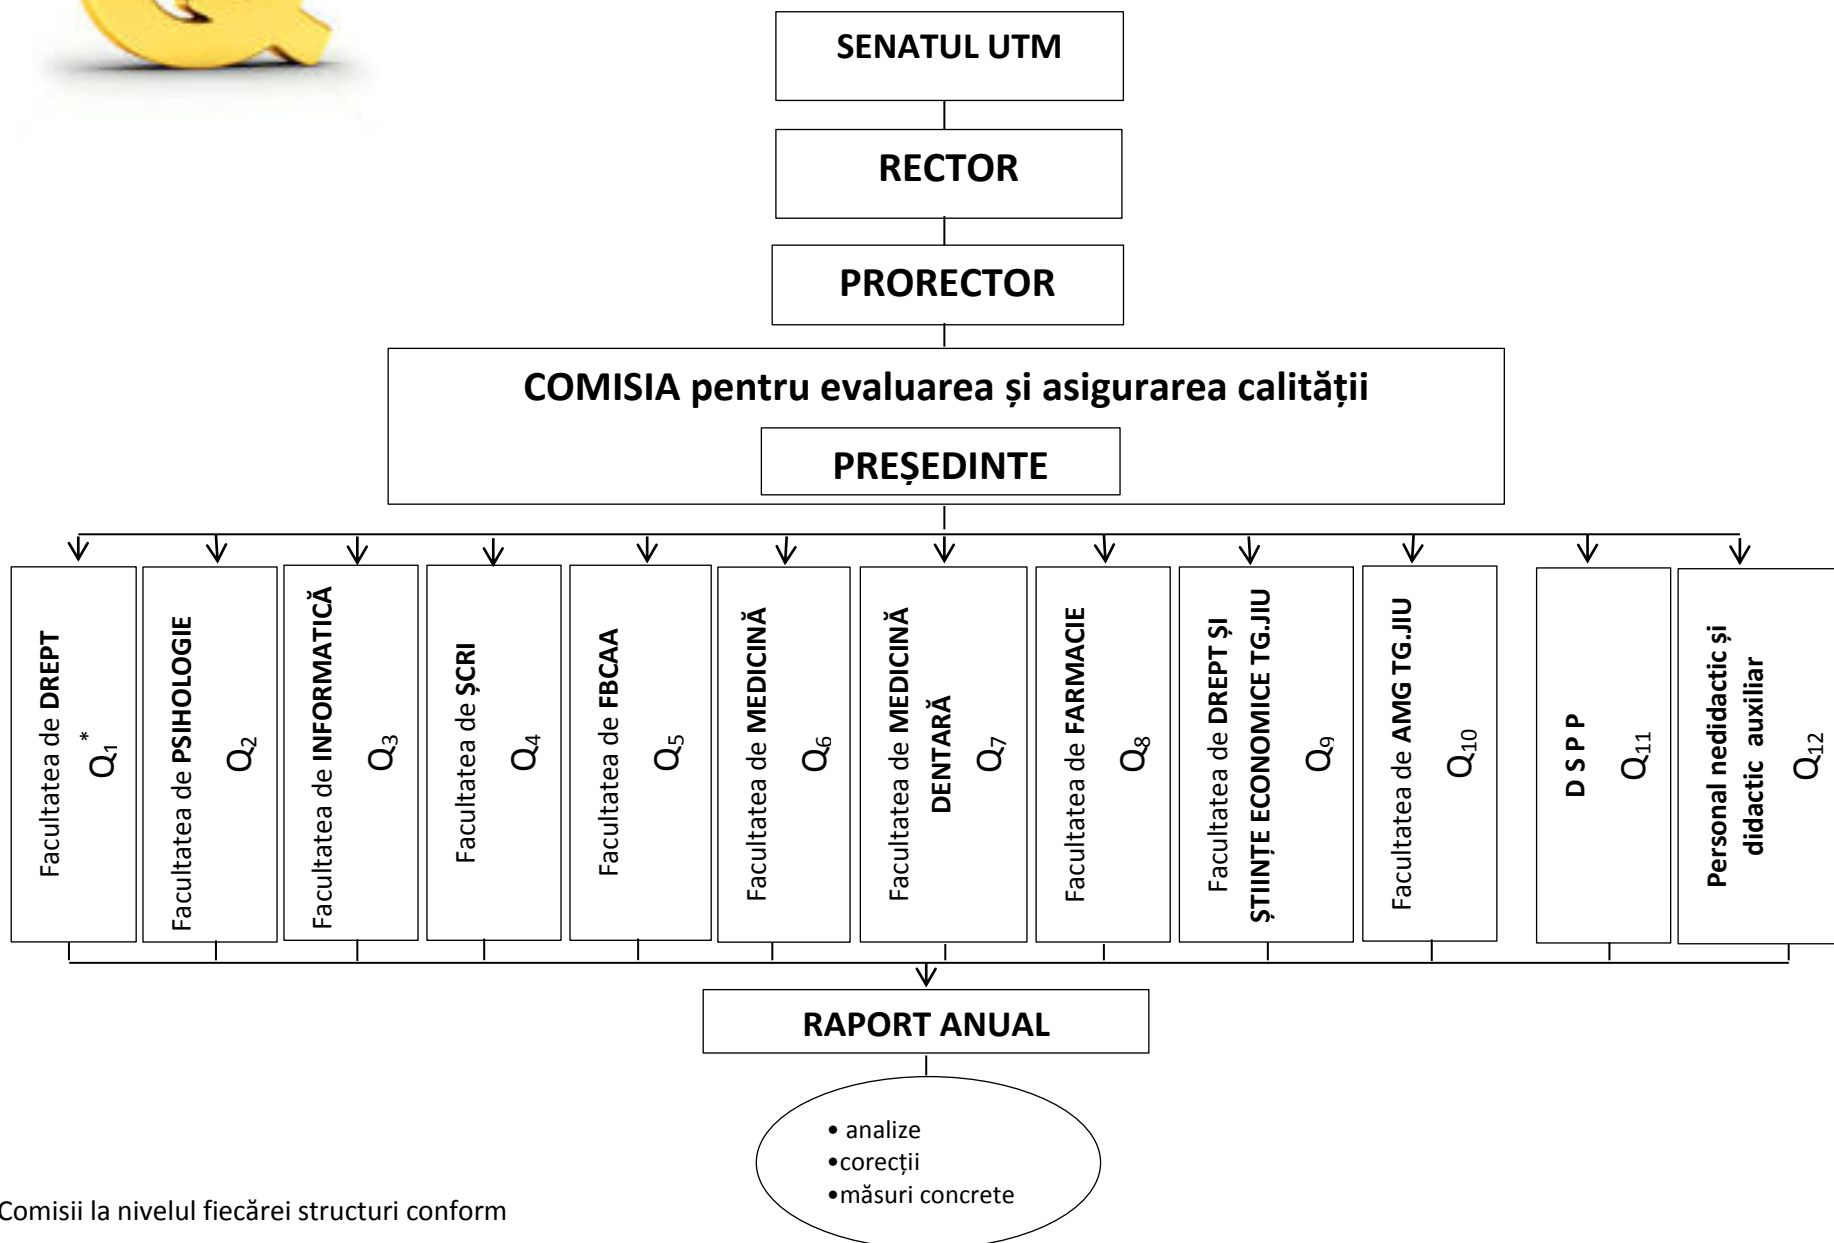 SENATUL UTM
RECTOR
PRORECTOR
COMISIA pentru evaluarea și asigurarea calității
PREȘEDINTE
Facultatea de DREPT
Q1*
Facultatea de PSIHOLOGIE
Q2
Facultatea de INFORMATICĂ
Q3
Facultatea de ȘCRI
Q4
Facultatea de FBCAA
Q5
Facultatea de MEDICINĂ
Q6
Facultatea de MEDICINĂ
DENTARĂ
Q7
Facultatea de FARMACIE
Q8
Facultatea de DREPT ȘI
ȘTIINȚE ECONOMICE TG.JIU
Q9
Facultatea de AMG TG.JIU
Q10
D S P P
Q11
Personal nedidactic și
didactic auxiliar
Q12
RAPORT ANUAL
• analize
•corecții
•măsuri concrete
Comisii la nivelul fiecărei structuri conform